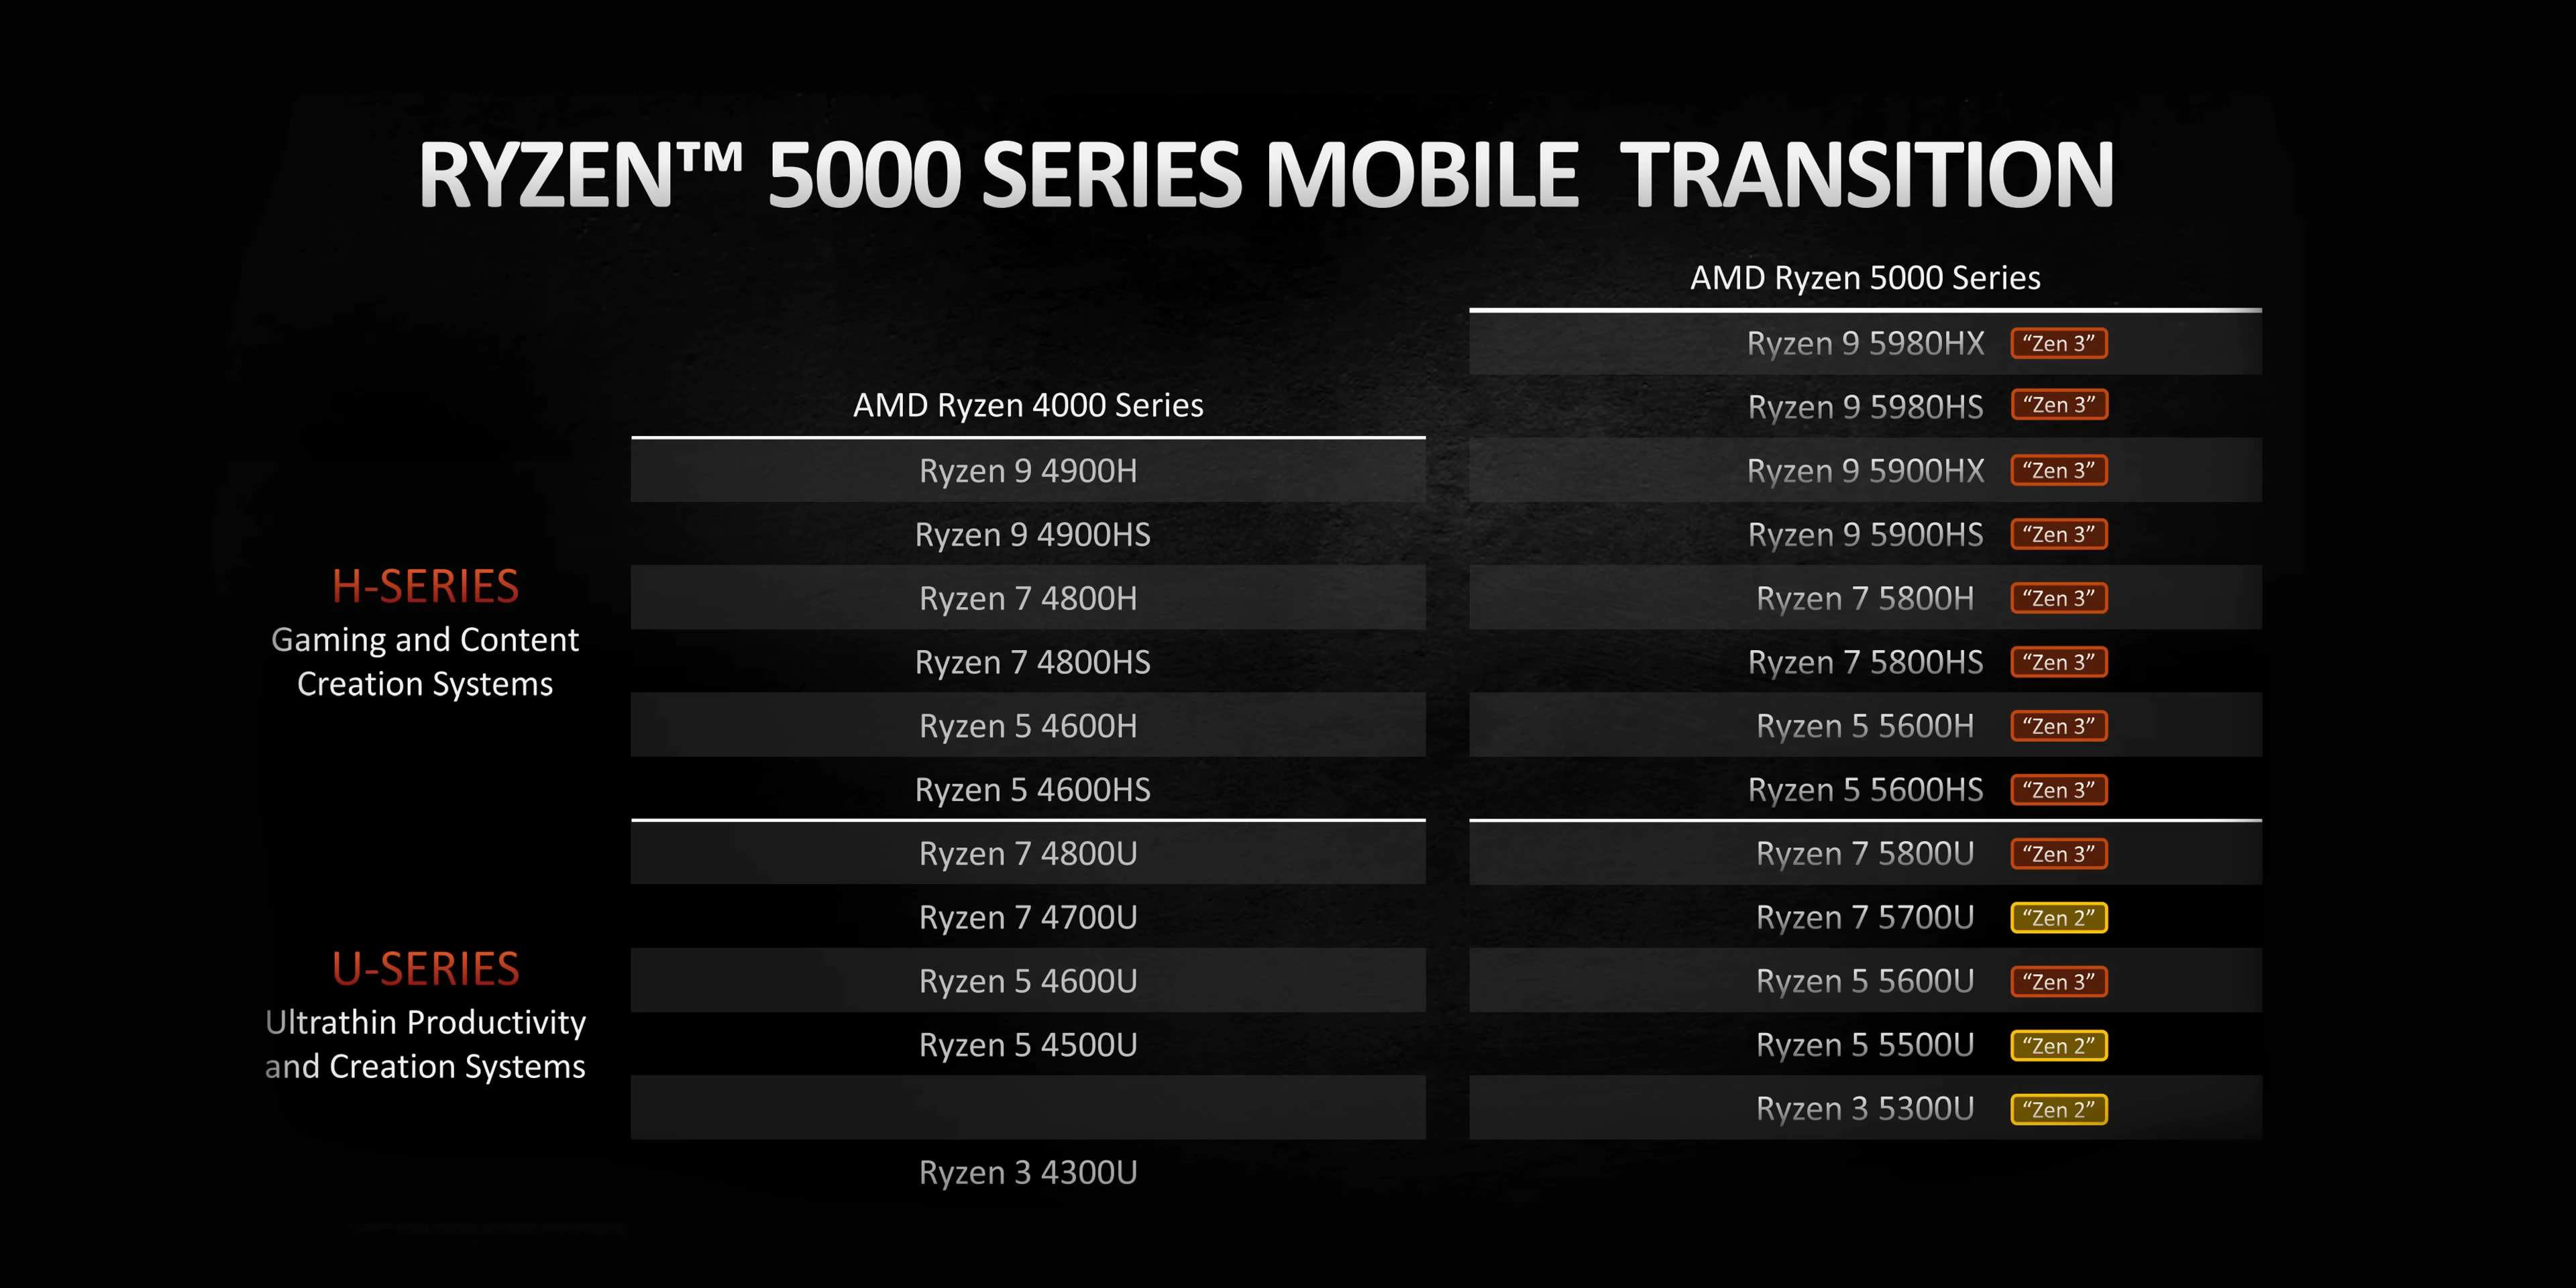 RYZEN™ 5000 SERIES MOBILE TRANSITION
AMD Ryzen 5000 Series
Ryzen 9 5980HX “Zen 3”
AMD Ryzen 4000 Series
Ryzen 9 5980HS “Zen 3”
Ryzen 9 4900H
Ryzen 9 5900HX “Zen 3”
Ryzen 9 4900HS
Ryzen 9 5900HS “Zen 3”
H-SERIES
Gaming and Content
Creation Systems
Ryzen 7 4800H
Ryzen 7 5800H “Zen 3”
Ryzen 7 4800HS
Ryzen 7 5800HS “Zen 3”
Ryzen 5 4600H
Ryzen 5 5600H “Zen 3”
Ryzen 5 4600HS
Ryzen 5 5600HS “Zen 3”
U-SERIES
Ultrathin Productivity
and Creation Systems
Ryzen 7 4800U
Ryzen 7 5800U “Zen 3”
Ryzen 7 4700U
Ryzen 7 5700U “Zen 2”
Ryzen 5 4600U
Ryzen 5 5600U “Zen 3”
Ryzen 5 4500U
Ryzen 5 5500U “Zen 2”
Ryzen 3 5300U “Zen 2”
Ryzen 3 4300U